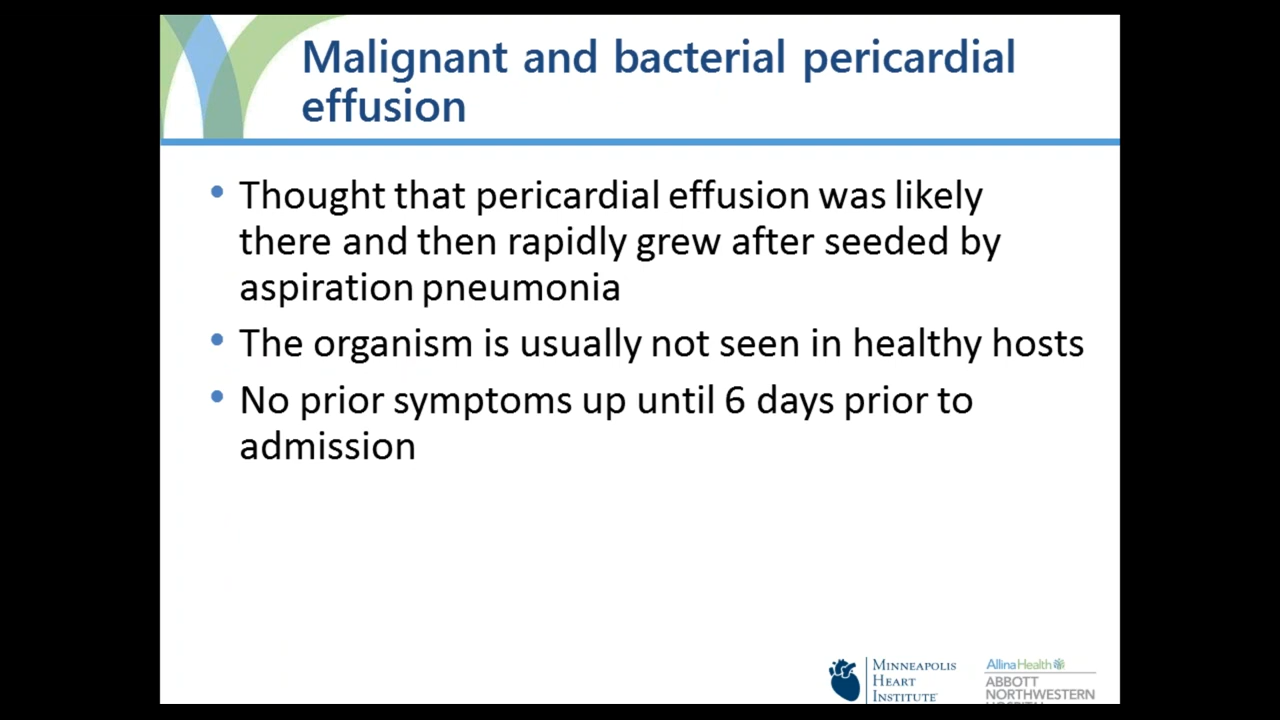 Malignant and bacterial pericardial
effusion
• Thought that pericardial effusion was likely
there and then rapidly grew after seeded by
aspiration pneumonia
• The organism is usually not seen in healthy hosts
• No prior symptoms up until 6 days prior to
admission
MINNEAPOLIS
HEART
INSTITUTE
AllinaHealth
ABBOTT
NORTHWESTERN
HOSPITAL